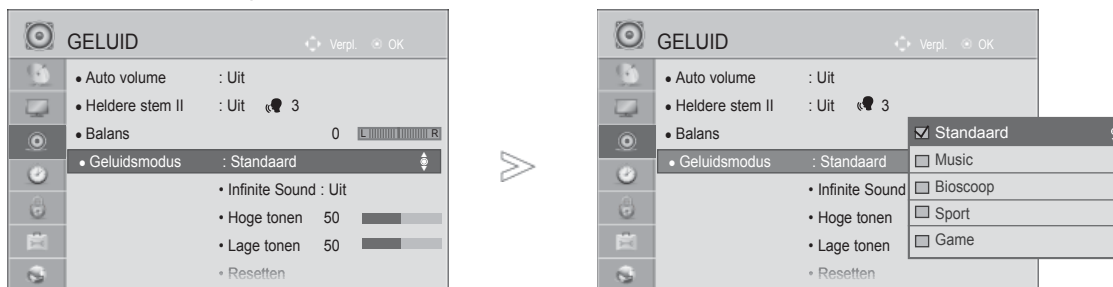 GELUID Verpl. OK
Auto volume : Uit
Heldere stem II : Uit 3
Balans 0 L R
Geluidsmodus : Standaard
• Infinite Sound : Uit
• Hoge tonen 50
• Lage tonen 50
• Resetten
GELUID Verpl. OK
Auto volume : Uit
Heldere stem II : Uit 3
Balans
Geluidsmodus : Standaard
• Infinite Sound
• Hoge tonen
• Lage tonen
• Resetten
Standaard
Music
Bioscoop
Sport
Game